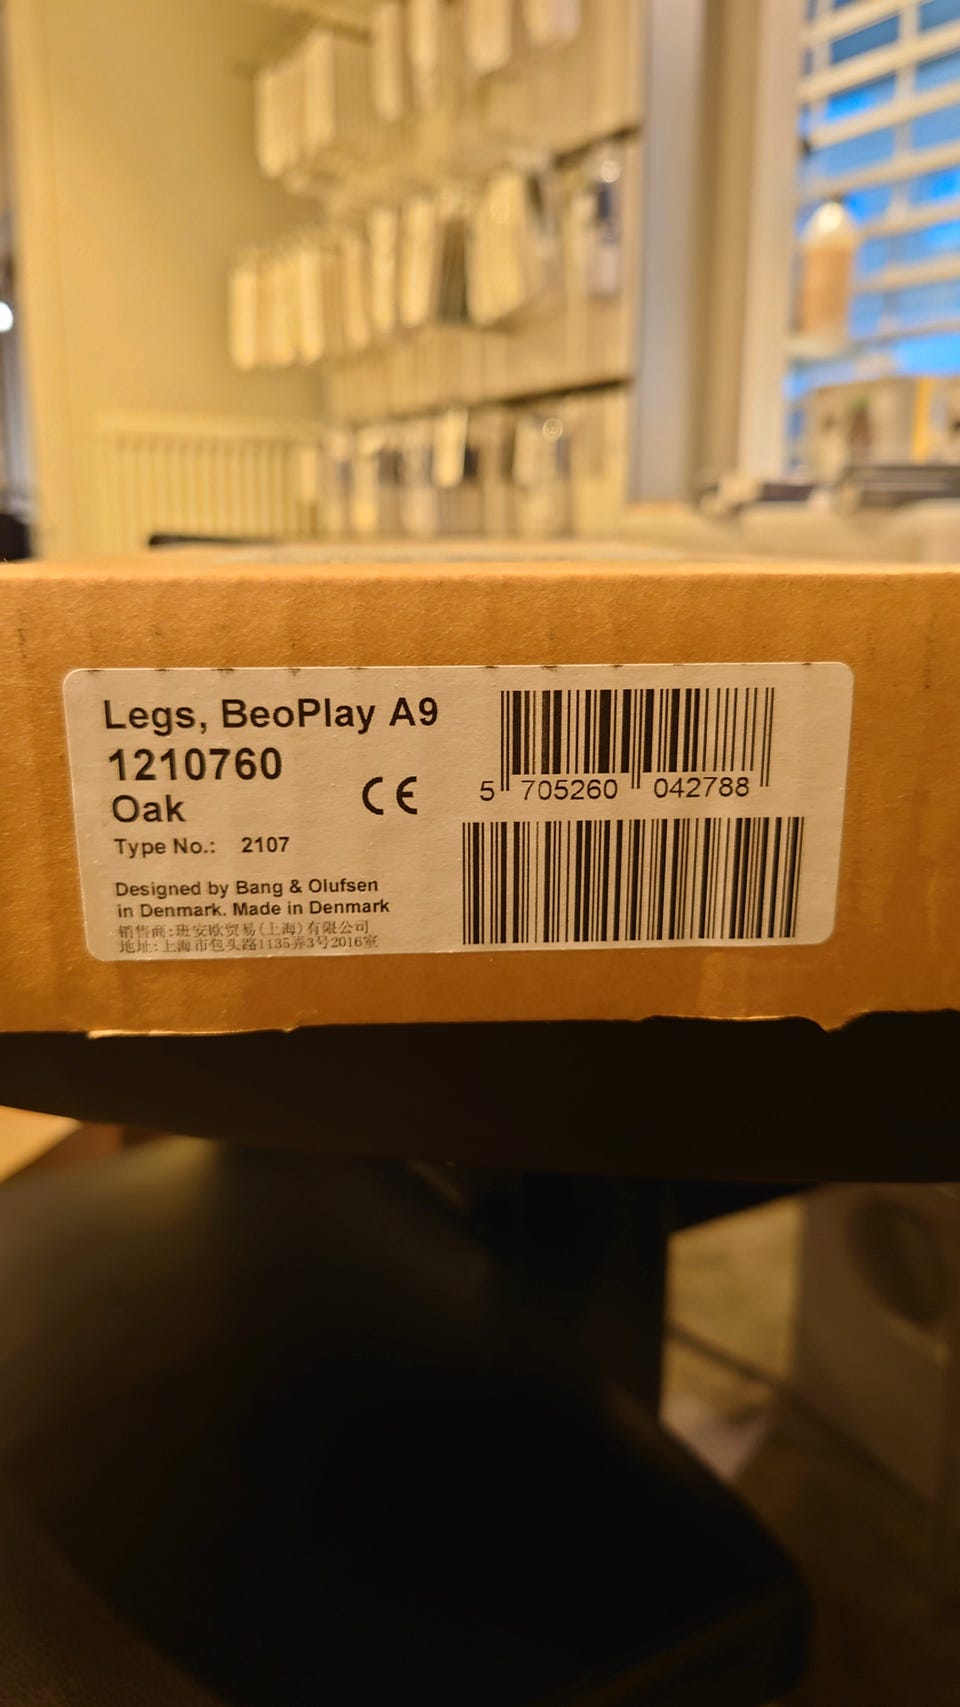 Legs, BeoPlay A9
1210760
Oak
CE
Type No.: 2107
Designed by Bang & Olufsen
in Denmark. Made in Denmark
销售商:班安欧贸易(上海)有限公司
地址:上海市包头路1135弄3号2016室
5 705260 042788